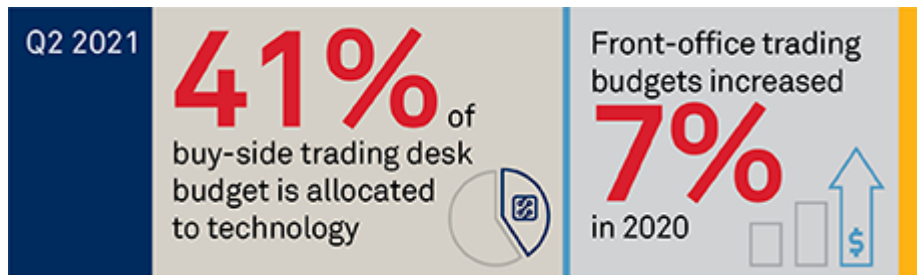 Q2 2021
41% of
buy-side trading desk
budget is allocated
to technology
Front-office trading
budgets increased
7%
in 2020
$